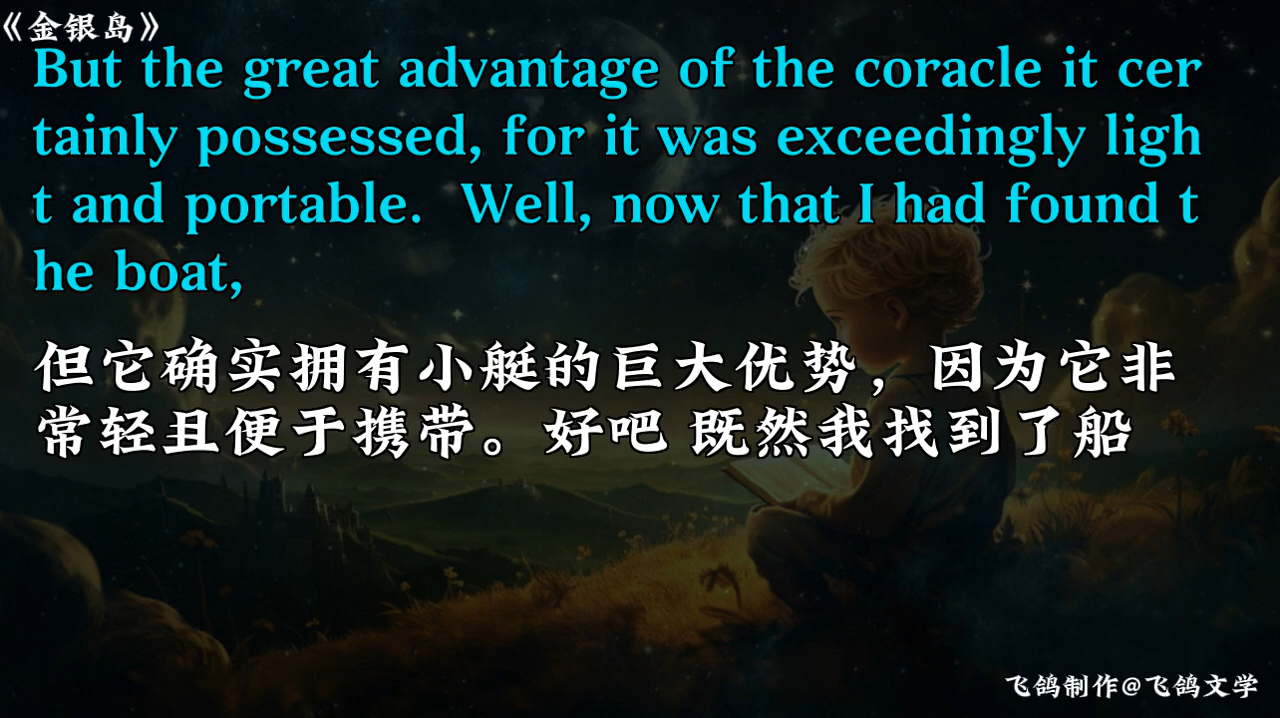 《金银岛》
But the great advantage of the coracle it cer
tainly possessed, for it was exceedingly ligh
t and portable.  Well, now that I had found t
he boat,
但它确实拥有小艇的巨大优势，因为它非
常轻且便于携带。好吧 既然我找到了船
飞鸽制作@飞鸽文学